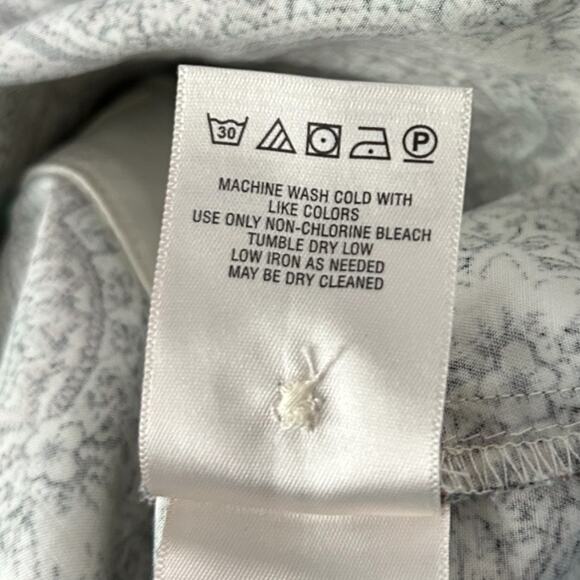 30 P
MACHINE WASH COLD WITH
LIKE COLORS
USE ONLY NON-CHLORINE BLEACH
TUMBLE DRY LOW
LOW IRON AS NEEDED
MAY BE DRY CLEANED